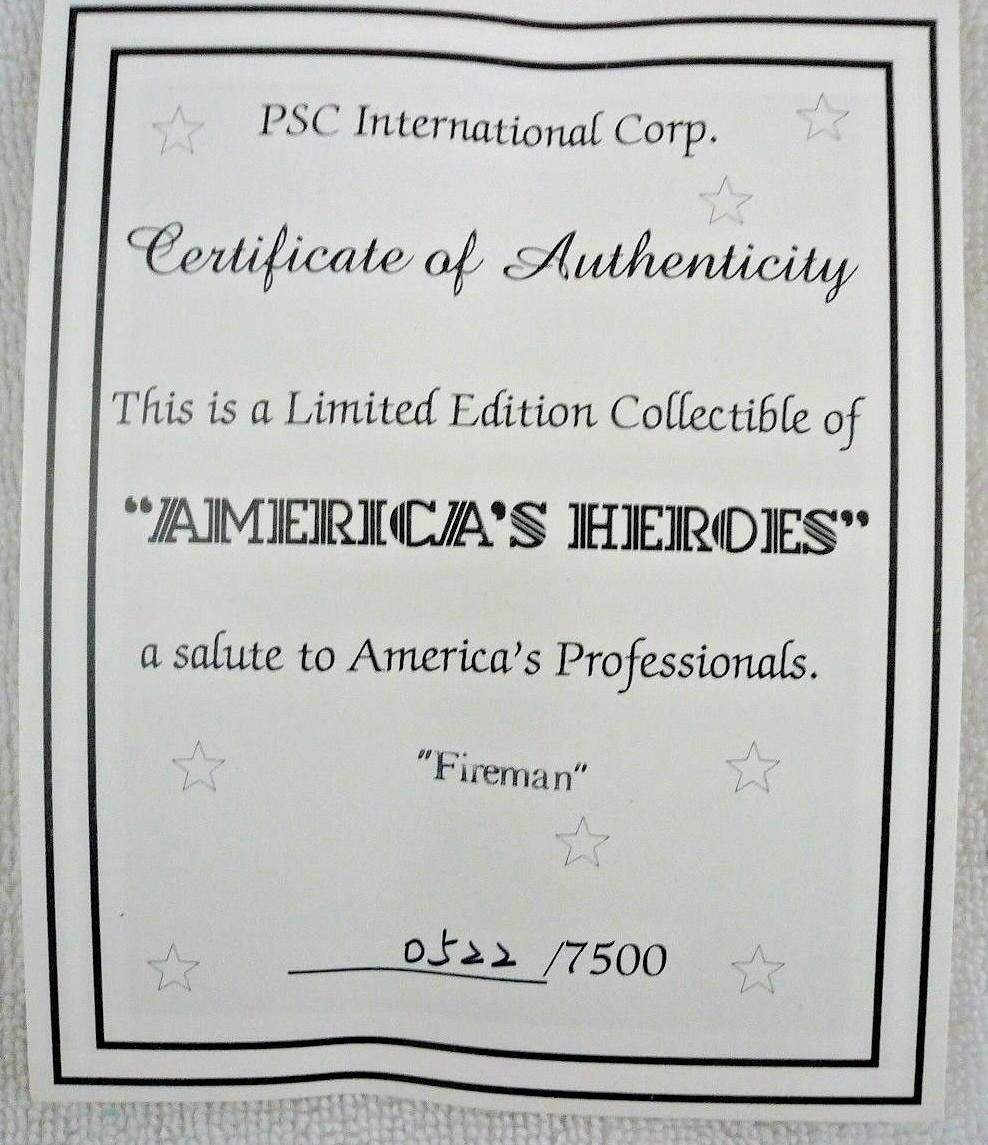 PSC International Corp.
Certificate of Authenticity
This is a Limited Edition Collectible of
“AMERICA’S HEROES”
a salute to America’s Professionals.
"Fireman"
0522 /7500